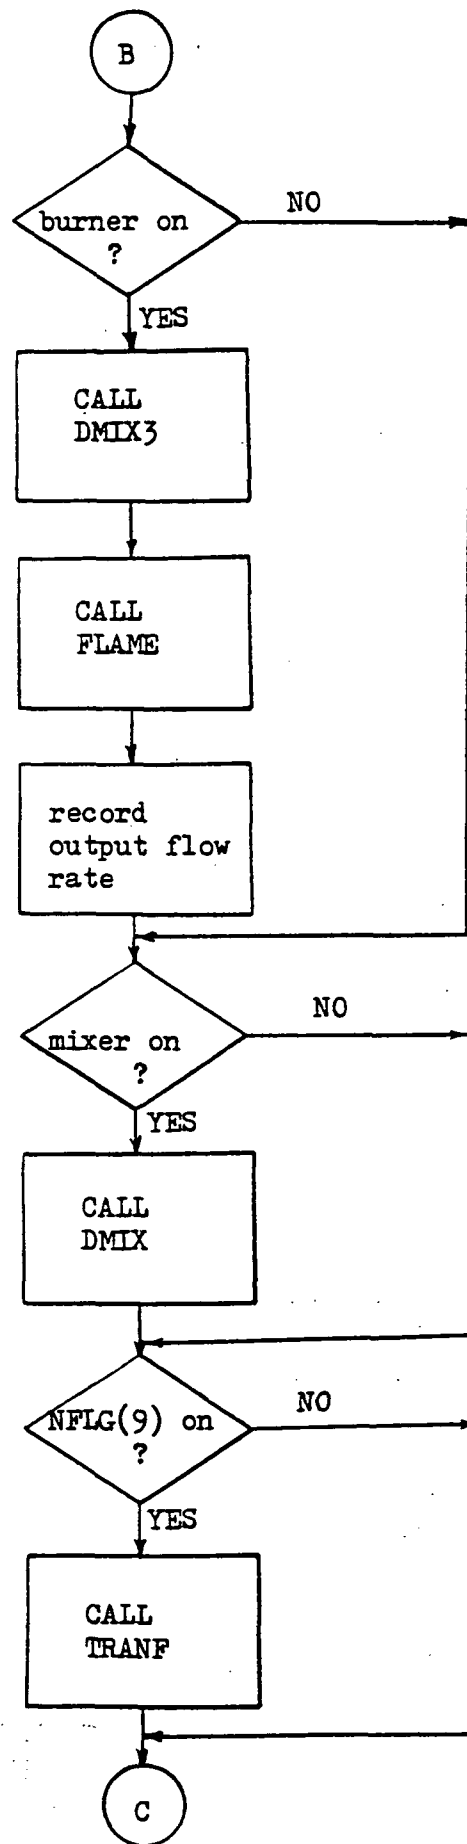 B
burner on
?
NO
YES
CALL
DMIX3
CALL
FLAME
record
output flow
rate
mixer on
?
NO
YES
CALL
DMIX
NFLG(9) on
?
NO
YES
CALL
TRANF
C